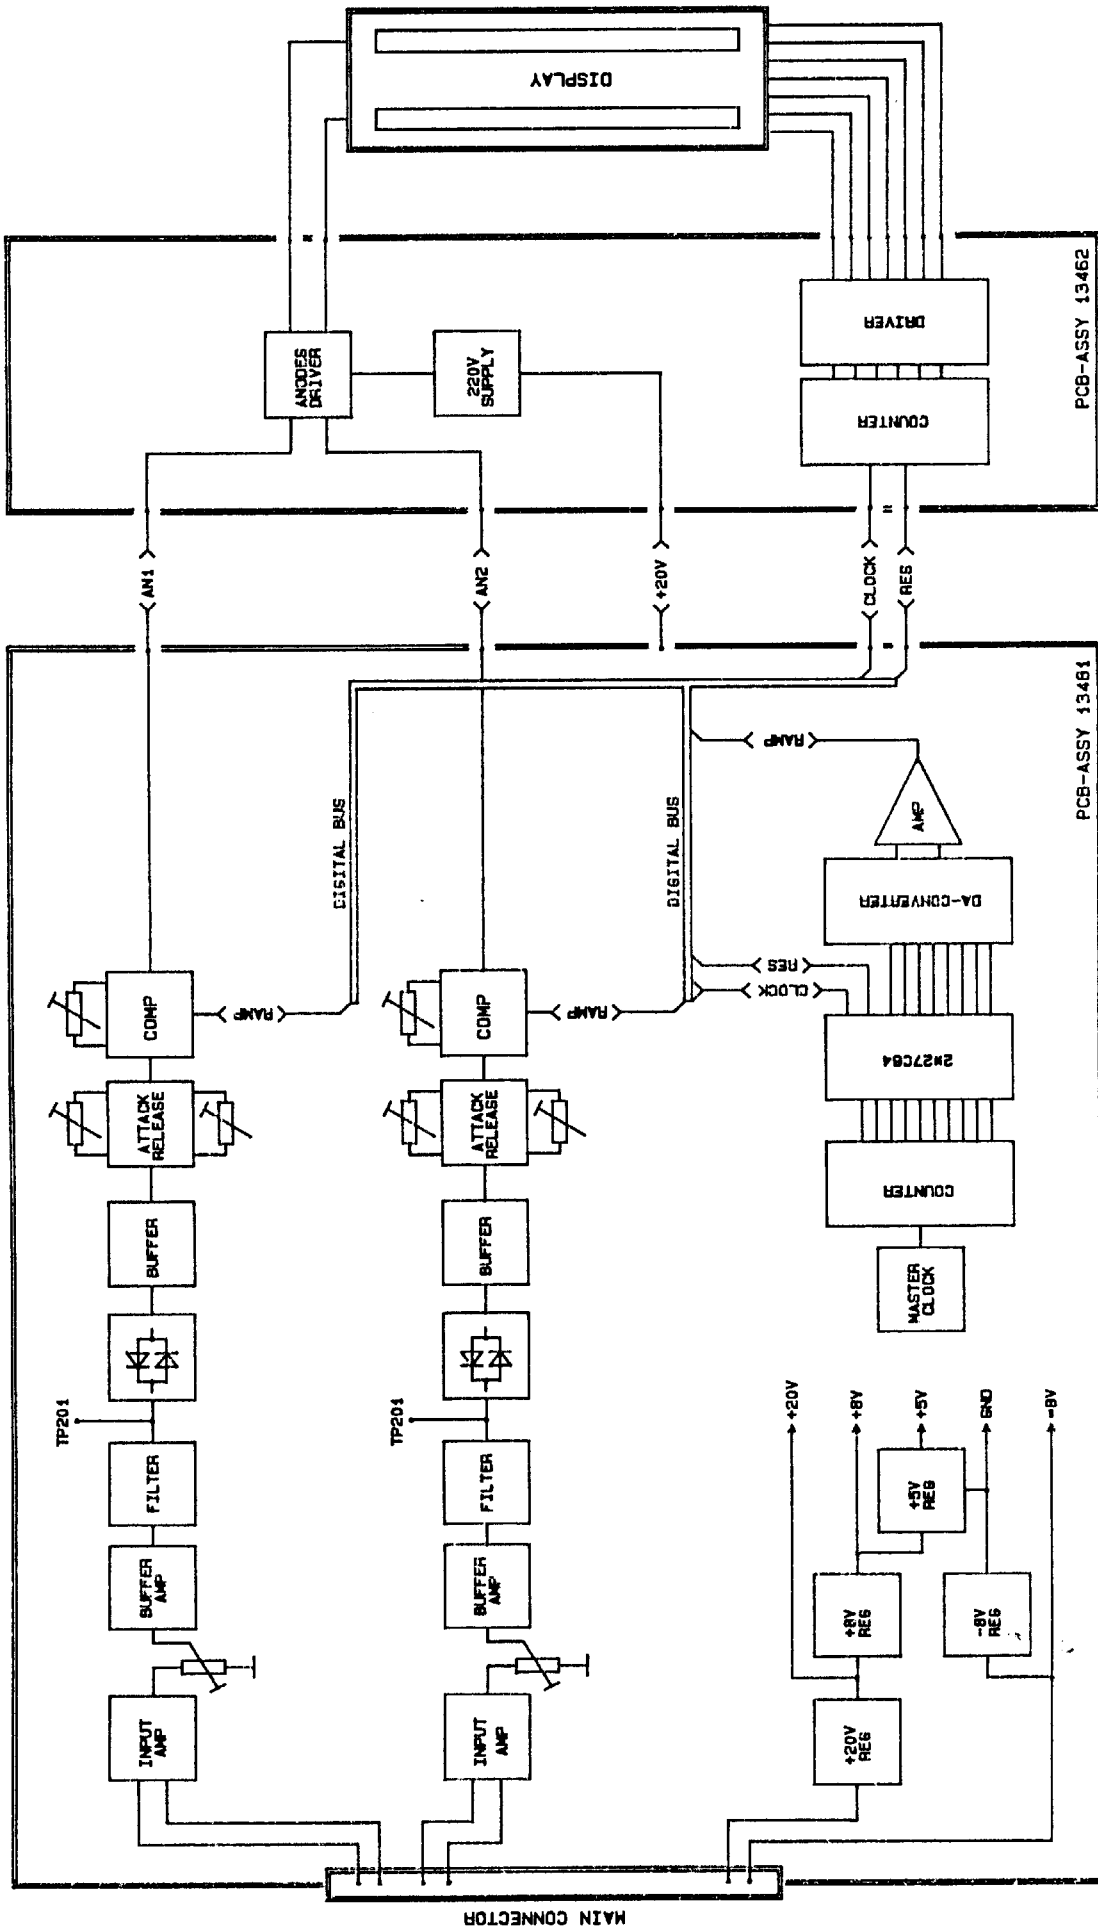 MAIN CONNECTOR
INPUT
AMP
BUFFER
AMP
FILTER
TP201
BUFFER
ATTACK
RELEASE
COMP
RAMP
DIGITAL BUS
AN1
INPUT
AMP
BUFFER
AMP
FILTER
TP201
BUFFER
ATTACK
RELEASE
COMP
RAMP
DIGITAL BUS
AN2
+20V
+20V
REG
+8V
REG
-8V
REG
+5V
REG
+20V
+8V
+5V
GND
-8V
MASTER
CLOCK
COUNTER
2*27C64
CLOCK
RES
DA-CONVERTER
AMP
RAMP
PCB-ASSY 13461
CLOCK
RES
ANODES
DRIVER
220V
SUPPLY
COUNTER
DRIVER
PCB-ASSY 13462
DISPLAY